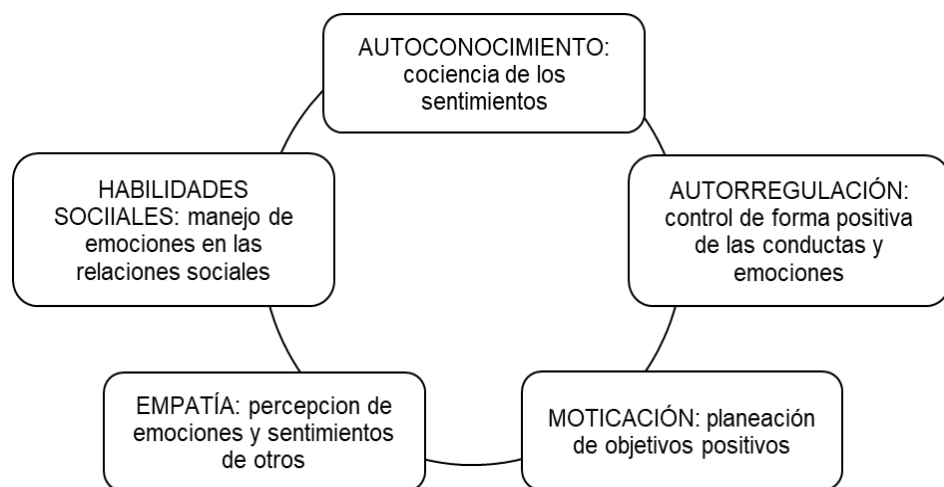 AUTOCONOCIMIENTO:
cociencia de los
sentimientos
AUTORREGULACIÓN:
control de forma positiva
de las conductas y
emociones
MOTICACIÓN: planeación
de objetivos positivos
EMPATÍA: percepcion de
emociones y sentimientos
de otros
HABILIDADES
SOCIIALES: manejo de
emociones en las
relaciones sociales